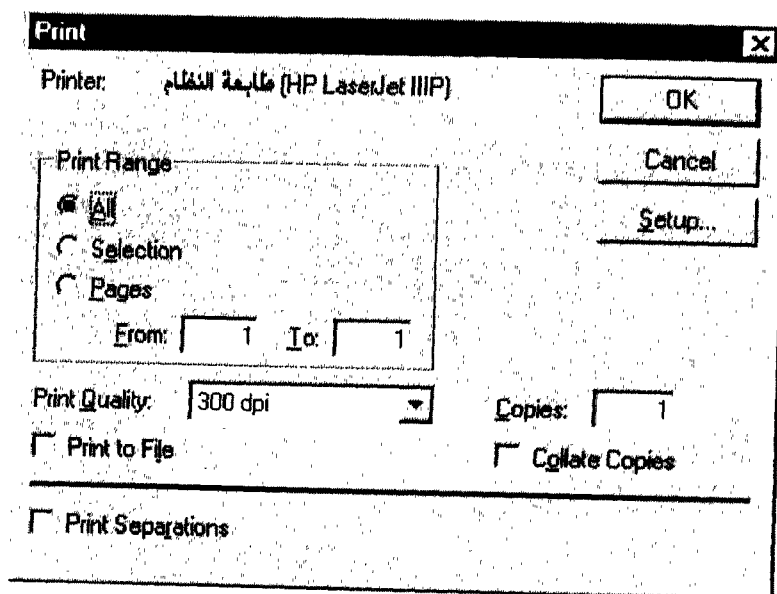 Print
Printer: طابعة النظام (HP LaserJet IIIP)
OK
Cancel
Setup...
Print Range
All
Selection
Pages
From: 1 To: 1
Print Quality: 300 dpi
Copies: 1
Print to File
Collate Copies
Print Separations